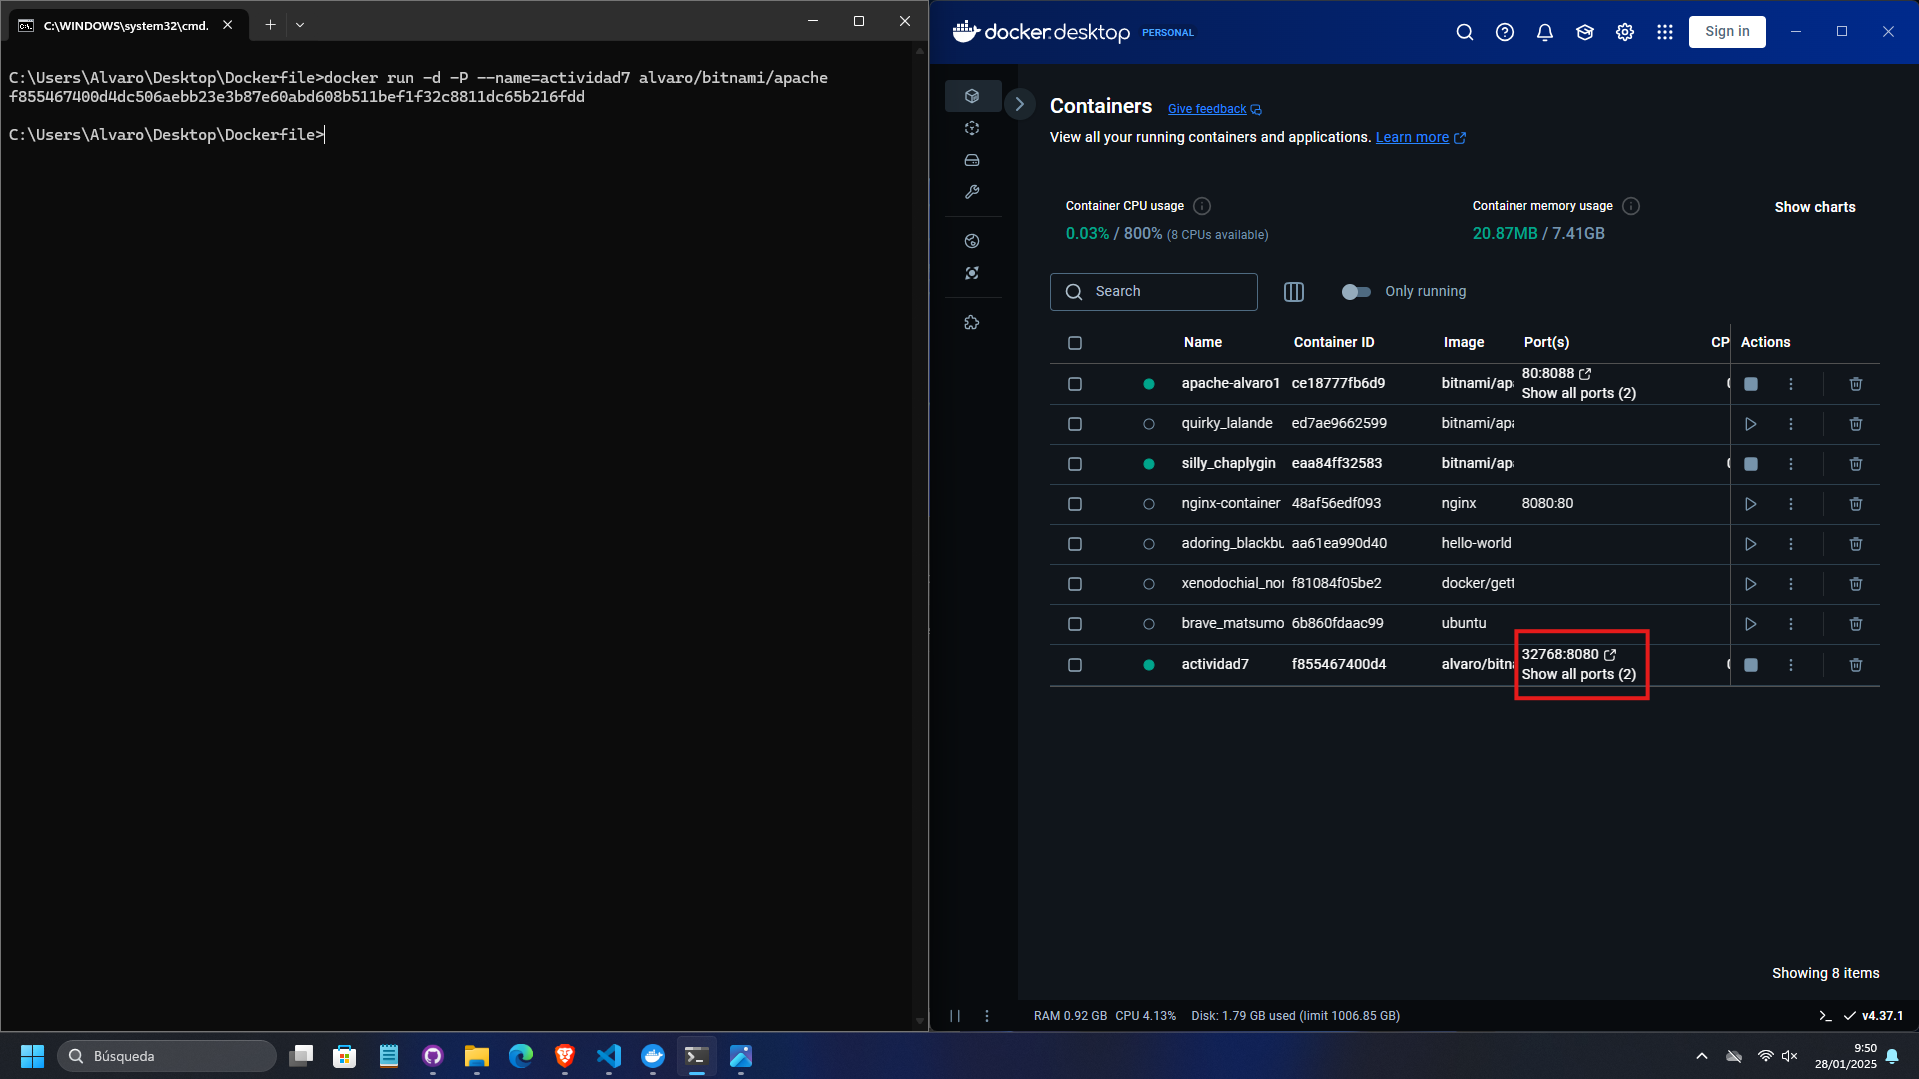 C:\WINDOWS\system32\cmd.
C:\Users\Alvaro\Desktop\Dockerfile>docker run -d -P --name=actividad7 alvaro/bitnami/apache
f855467400d4dc506aebb23e3b87e60abd608b511bef1f32c8811dc65b216fdd
C:\Users\Alvaro\Desktop\Dockerfile>
docker.desktop PERSONAL
Sign in
Containers Give feedback
View all your running containers and applications. Learn more
Container CPU usage
0.03% / 800% (8 CPUs available)
Container memory usage
20.87MB / 7.41GB
Show charts
Search
Only running
Name Container ID Image Port(s) CP Actions
apache-alvaro1 ce18777fb6d9 bitnami/ap 80:8088
Show all ports (2)
quirky_lalande ed7ae9662599 bitnami/apa
silly_chaplygin eaa84ff32583 bitnami/ap
nginx-container 48af56edf093 nginx 8080:80
adoring_blackbu aa61ea990d40 hello-world
xenodochial_nor f81084f05be2 docker/gett
brave_matsumo 6b860fdaac99 ubuntu
actividad7 f855467400d4 alvaro/bitn 32768:8080
Show all ports (2)
Showing 8 items
RAM 0.92 GB CPU 4.13% Disk: 1.79 GB used (limit 1006.85 GB)
v4.37.1
Búsqueda
9:50
28/01/2025